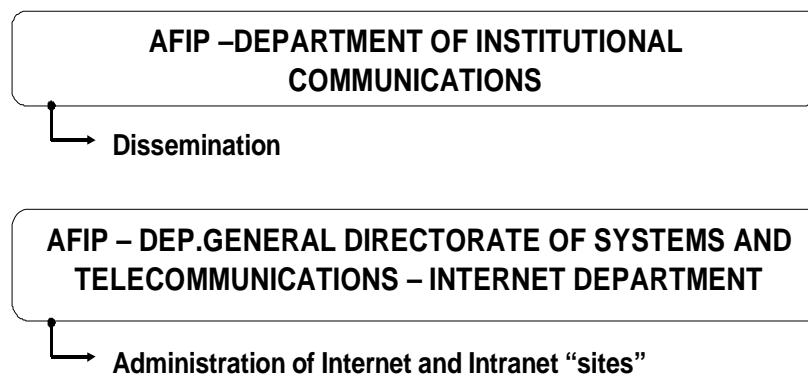 AFIP –DEPARTMENT OF INSTITUTIONAL
COMMUNICATIONS
Dissemination
AFIP – DEP.GENERAL DIRECTORATE OF SYSTEMS AND
TELECOMMUNICATIONS – INTERNET DEPARTMENT
Administration of Internet and Intranet “sites”